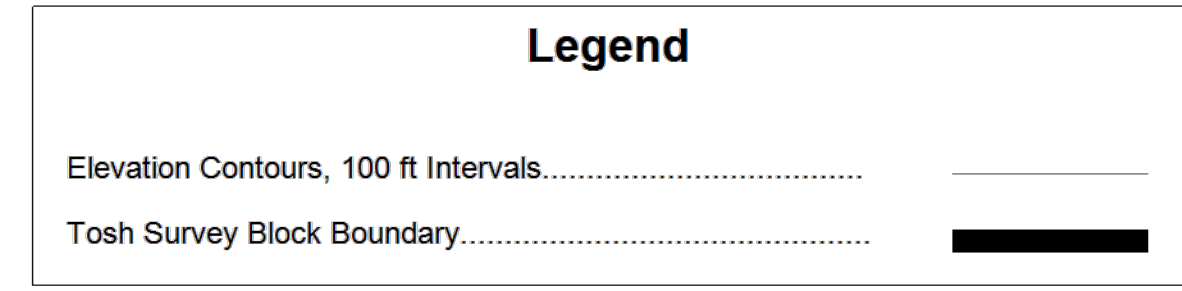 Legend
Elevation Contours, 100 ft Intervals...................................
Tosh Survey Block Boundary.............................................